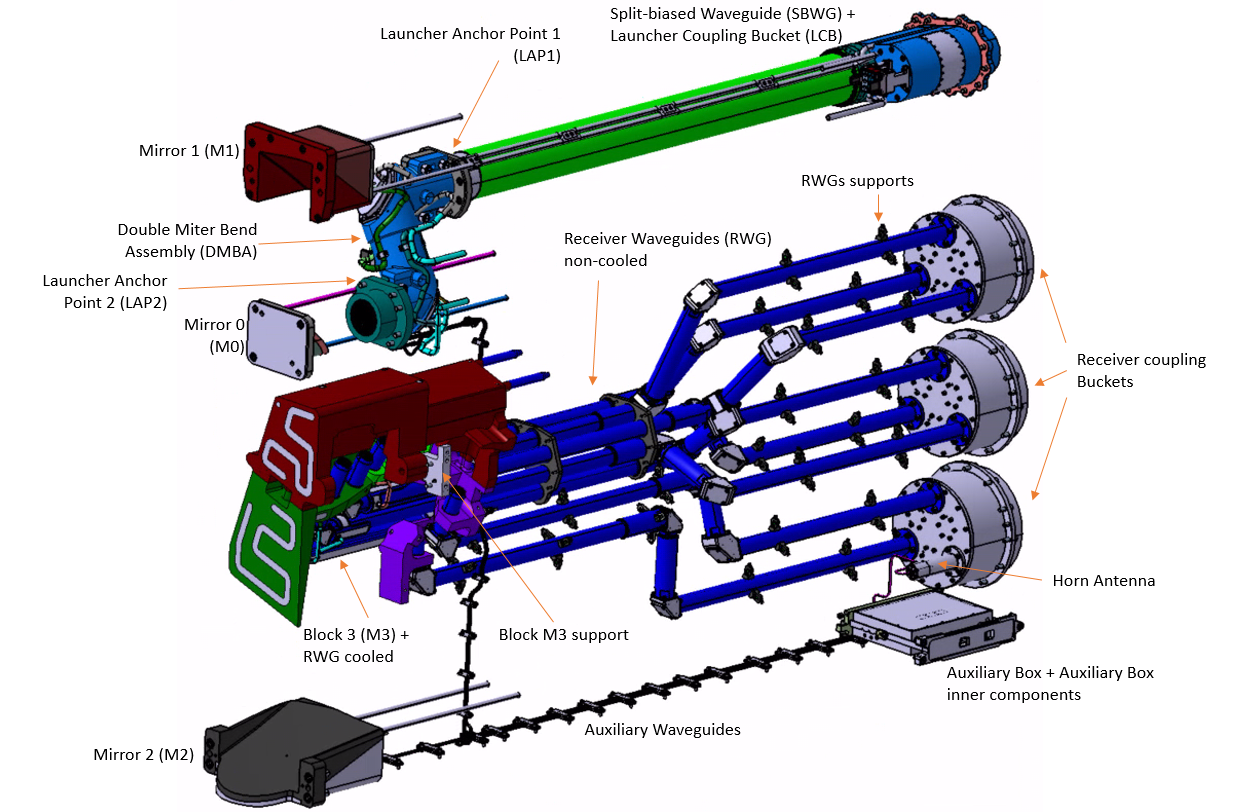 Split-biased Waveguide (SBWG) +
Launcher Coupling Bucket (LCB)
Launcher Anchor Point 1
(LAP1)
Mirror 1 (M1)
RWGs supports
Double Miter Bend
Assembly (DMBA)
Receiver Waveguides (RWG)
non-cooled
Launcher Anchor
Point 2 (LAP2)
Mirror 0
(M0)
Receiver coupling
Buckets
Horn Antenna
Block 3 (M3) +
RWG cooled
Block M3 support
Auxiliary Box + Auxiliary Box
inner components
Auxiliary Waveguides
Mirror 2 (M2)